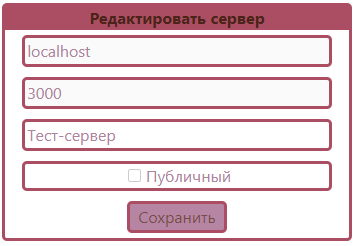 Редактировать сервер
localhost
3000
Тест-сервер
Публичный
Сохранить